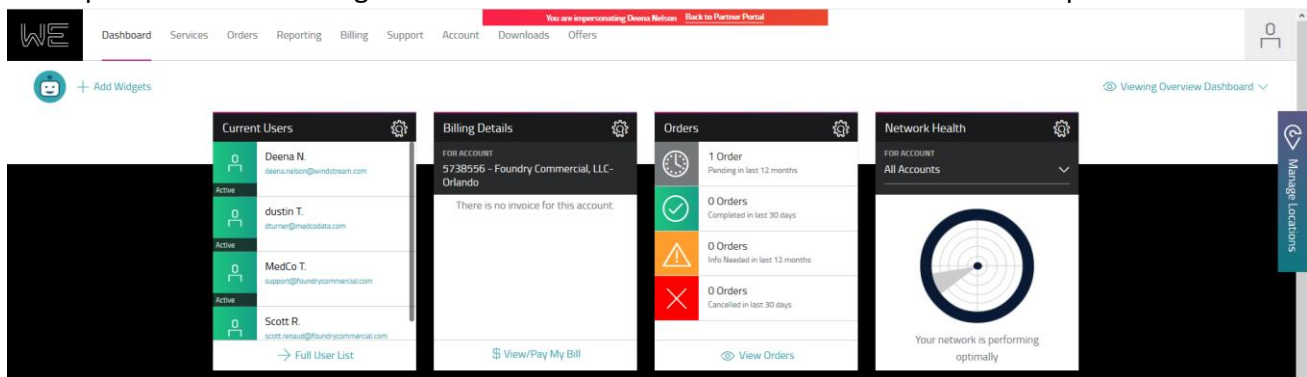 You are impersonating Deena Nelson Back to Partner Portal
WE
Dashboard Services Orders Reporting Billing Support Account Downloads Offers
+ Add Widgets
Viewing Overview Dashboard
Current Users
Deena N.
deena.nelson@windstream.com
Active
dustin T.
dturner@medcodata.com
Active
MedCo T.
support@foundrycommercial.com
Active
Scott R.
scott.renaud@foundrycommercial.com
Full User List
Billing Details
FOR ACCOUNT
5738556 - Foundry Commercial, LLC-
Orlando
There is no invoice for this account.
$ View/Pay My Bill
Orders
1 Order
Pending in last 12 months
0 Orders
Completed in last 30 days
0 Orders
Info Needed in last 12 months
0 Orders
Cancelled in last 30 days
View Orders
Network Health
FOR ACCOUNT
All Accounts
Your network is performing
optimally
Manage Locations